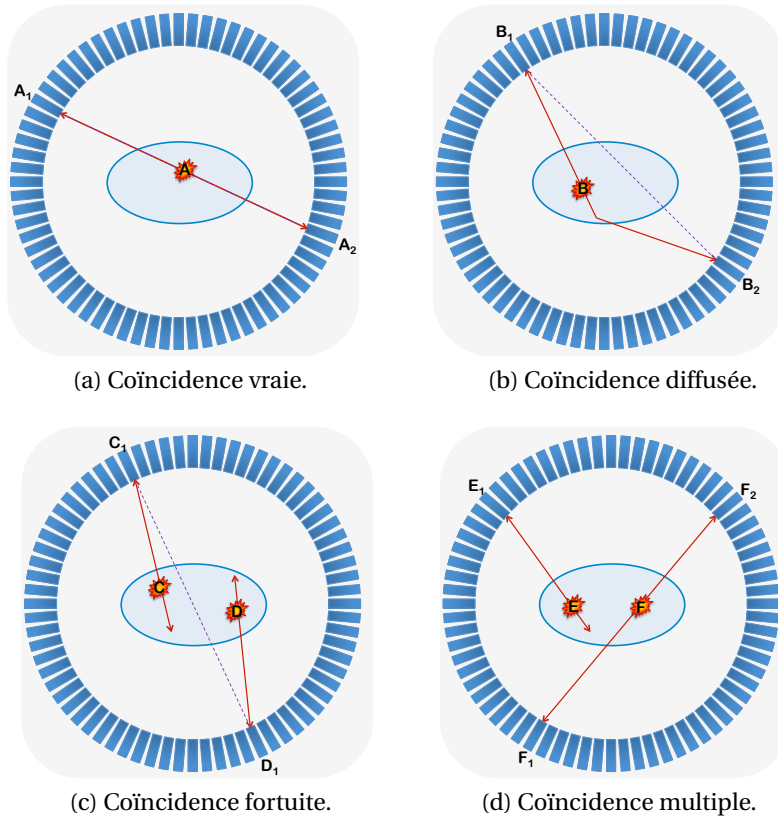 A₁
A
A₂
(a) Coïncidence vraie.
B₁
B
B₂
(b) Coïncidence diffusée.
C₁
C
D
D₁
(c) Coïncidence fortuite.
E₁
F₂
E
F
F₁
(d) Coïncidence multiple.